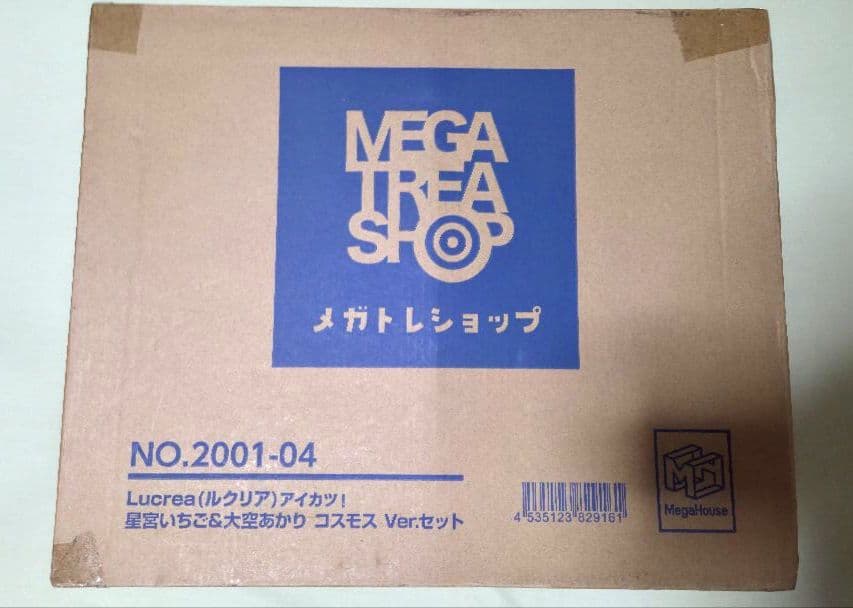 MEGA
TREA
SHOP
メガトレショップ
NO.2001-04
Lucrea(ルクリア)アイカツ!
星宮いちご&大空あかり コスモス Ver.セット
4 535123 829161
MegaHouse